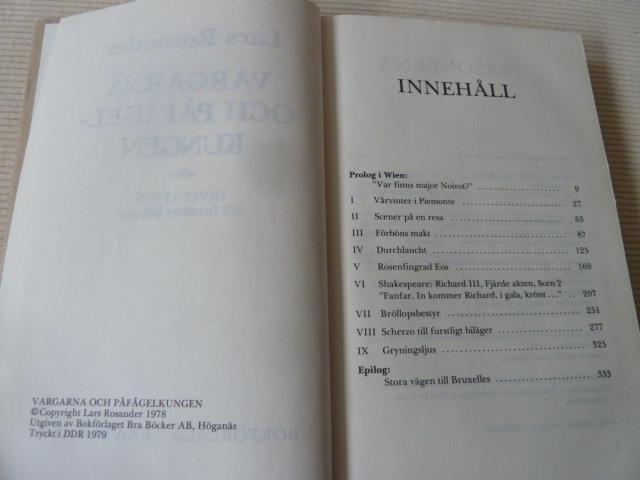 VARGARNA OCH PÅFÅGELKUNGEN
©Copyright Lars Rosander 1978
Utgiven av Bokförlaget Bra Böcker AB, Höganäs
Tryckt i DDR 1979
INNEHÅLL
Prolog i Wien:
"Var finns major Noirot?" 9
I Vårvinter i Piemonte 27
II Scener på en resa 63
III Förböns makt 87
IV Durchlaucht 125
V Rosenfingrad Eos 169
VI Shakespeare: Richard III, Fjärde akten, Scen 2
"Fanfar. In kommer Richard, i gala, krönt ..." 207
VII Bröllopsbestyr 251
VIII Scherzo till furstligt biläger 277
IX Gryningsljus 325
Epilog:
Stora vägen till Bruxelles 333